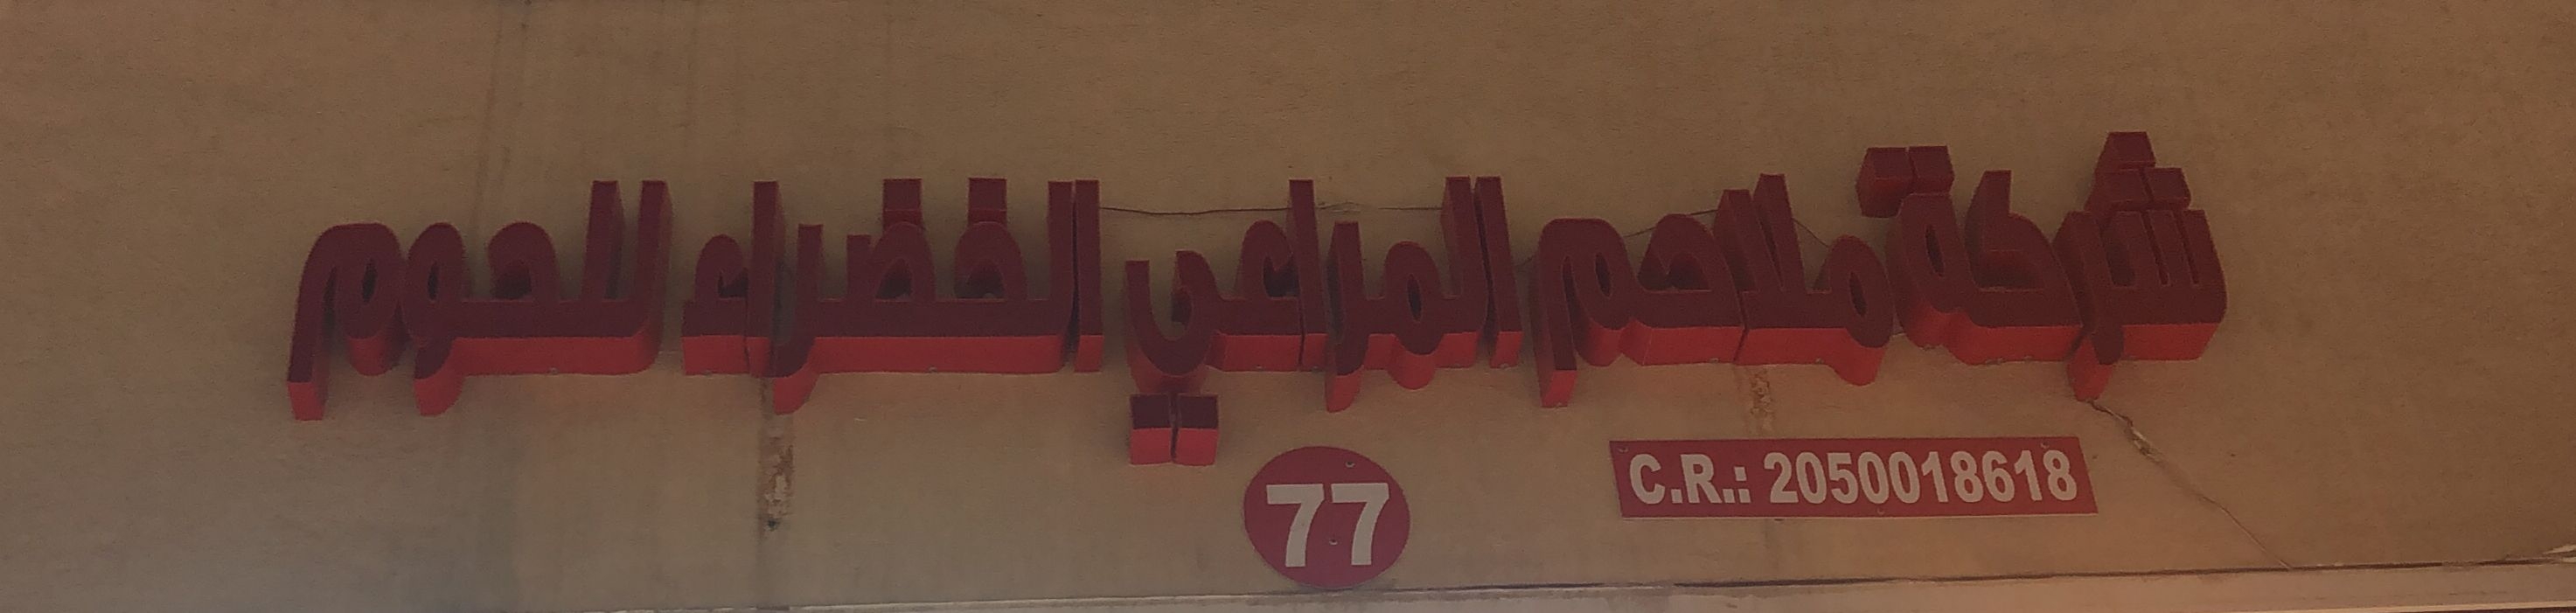 شركة ملاحم المراعي الخضراء للحوم
C.R.: 2050018618
77